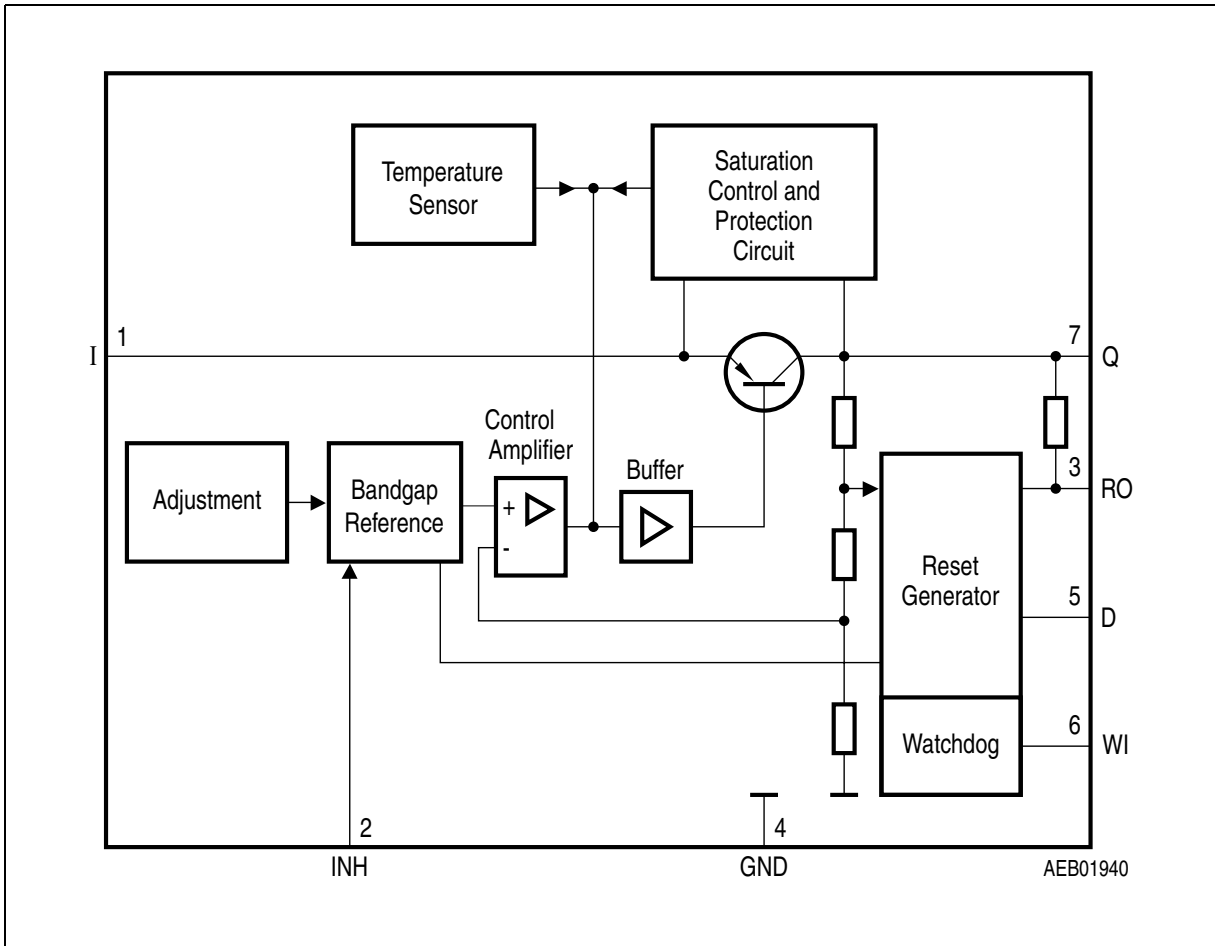 Temperature
Sensor
Saturation
Control and
Protection
Circuit
1
I
7
Q
Control
Amplifier
Buffer
Adjustment
Bandgap
Reference
+
-
3
RO
Reset
Generator
5
D
Watchdog
6
WI
2
INH
4
GND
AEB01940